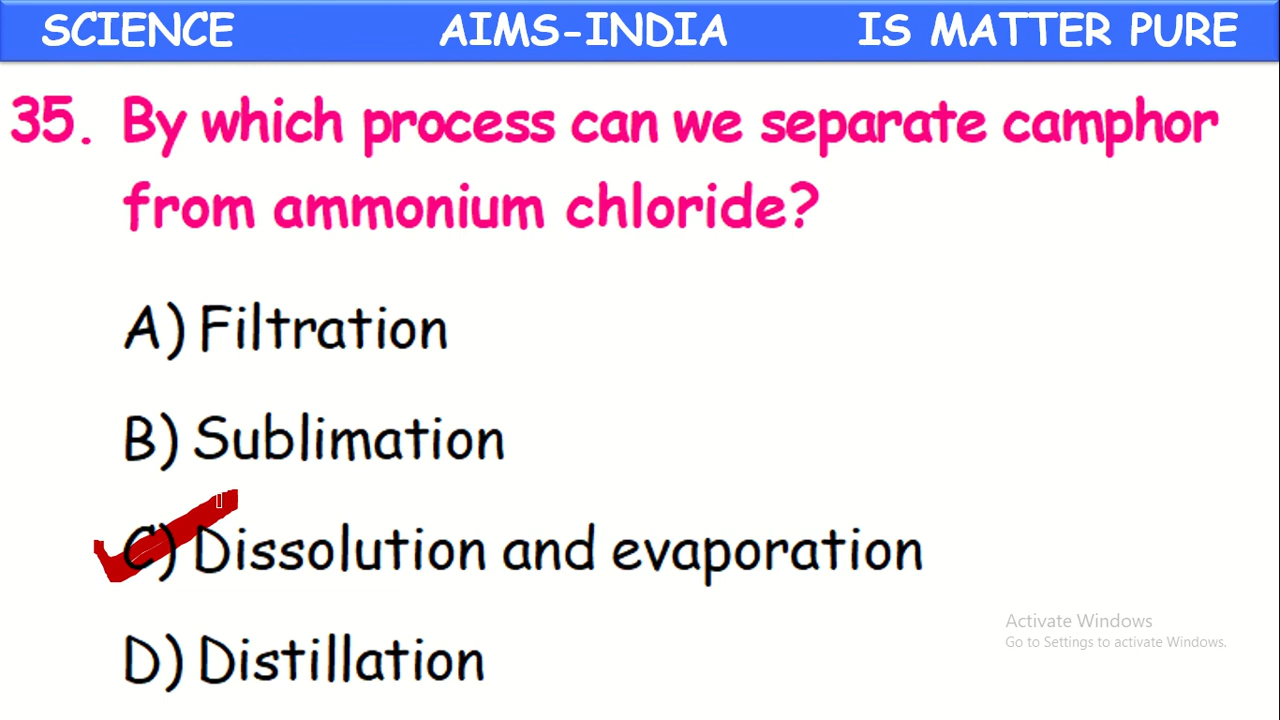 SCIENCE AIMS-INDIA IS MATTER PURE
35. By which process can we separate camphor
from ammonium chloride?
A) Filtration
B) Sublimation
C) Dissolution and evaporation
D) Distillation
Activate Windows
Go to Settings to activate Windows.